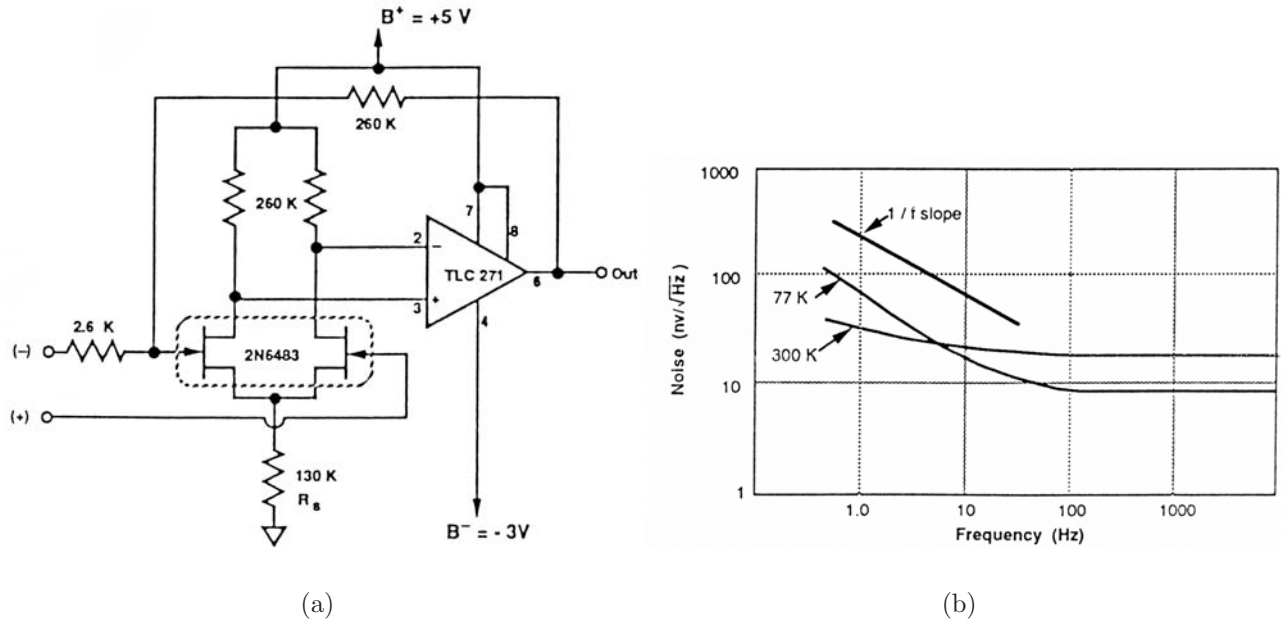 B⁺ = +5 V
260 K
260 K
7
8
2
−
TLC 271
6
Out
3
+
4
2.6 K
(−)
2N6483
(+)
130 K
R s
B⁻ = - 3V
(a)
1000
100
10
1
Noise (nv/√Hz)
1 / f slope
77 K
300 K
1.0
10
100
1000
Frequency (Hz)
(b)